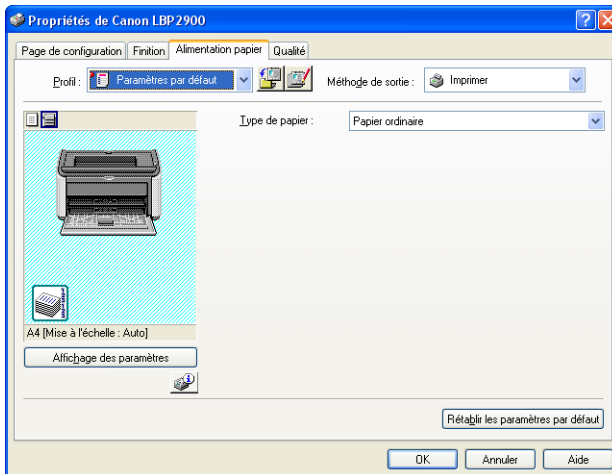 Propriétés de Canon LBP2900
Page de configuration Finition Alimentation papier Qualité
Profil : Paramètres par défaut Méthode de sortie : Imprimer
Type de papier : Papier ordinaire
A4 [Mise à l'échelle : Auto]
Affichage des paramètres
Rétablir les paramètres par défaut
OK Annuler Aide